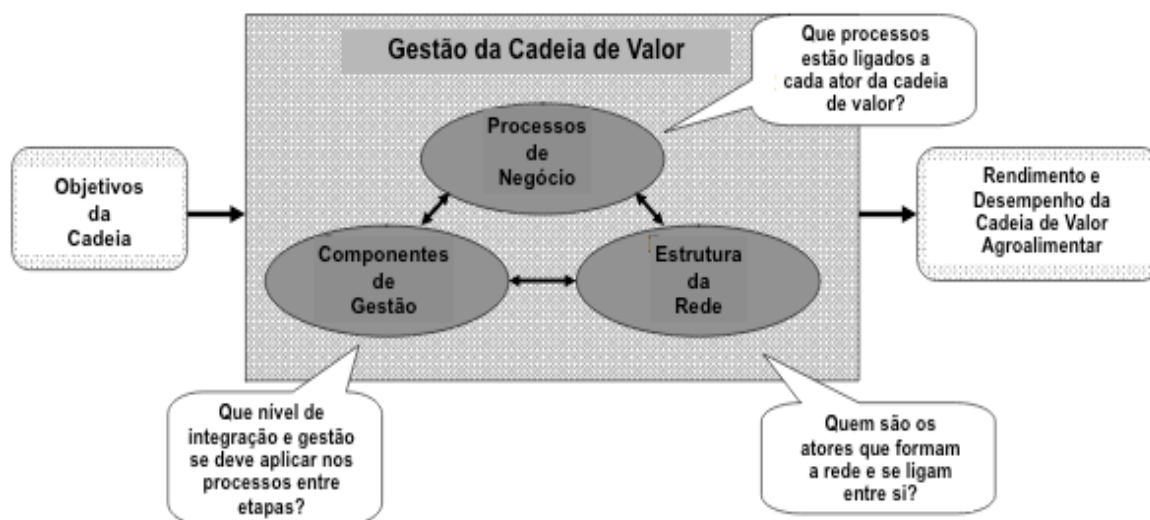 Gestão da Cadeia de Valor
Que processos
estão ligados a
cada ator da cadeia
de valor?
Processos
de
Negócio
Objetivos
da
Cadeia
Rendimento e
Desempenho da
Cadeia de Valor
Agroalimentar
Componentes
de
Gestão
Estrutura
da
Rede
Que nível de
integração e gestão
se deve aplicar nos
processos entre
etapas?
Quem são os
atores que formam
a rede e se ligam
entre si?